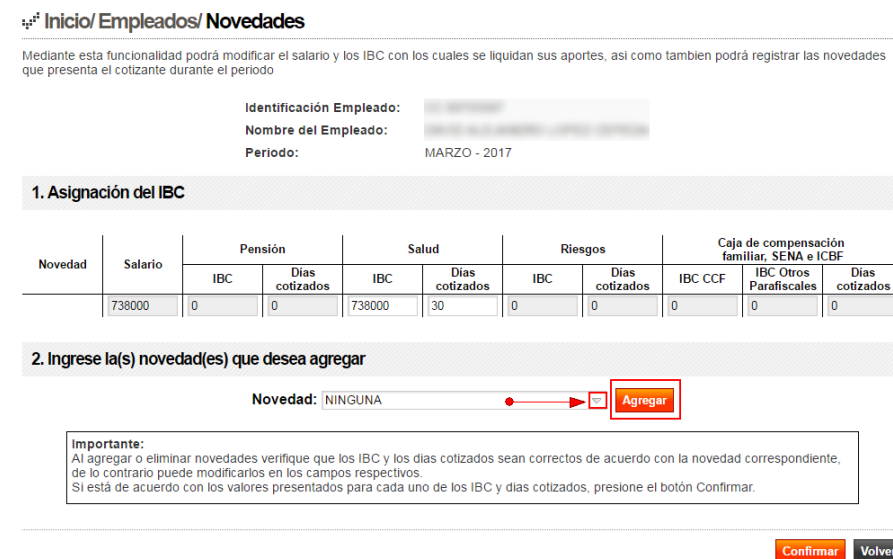 Inicio/ Empleados/ Novedades
Mediante esta funcionalidad podrá modificar el salario y los IBC con los cuales se liquidan sus aportes, asi como tambien podrá registrar las novedades
que presenta el cotizante durante el periodo
Identificación Empleado:
Nombre del Empleado:
Periodo: MARZO - 2017
1. Asignación del IBC
Novedad Salario Pensión Salud Riesgos Caja de compensación
familiar, SENA e ICBF
IBC Días cotizados IBC Días cotizados IBC Días cotizados IBC CCF IBC Otros Parafiscales Días cotizados
738000 0 0 738000 30 0 0 0 0 0
2. Ingrese la(s) novedad(es) que desea agregar
Novedad: NINGUNA Agregar
Importante:
Al agregar o eliminar novedades verifique que los IBC y los dias cotizados sean correctos de acuerdo con la novedad correspondiente,
de lo contrario puede modificarlos en los campos respectivos.
Si está de acuerdo con los valores presentados para cada uno de los IBC y dias cotizados, presione el botón Confirmar.
Confirmar Volve